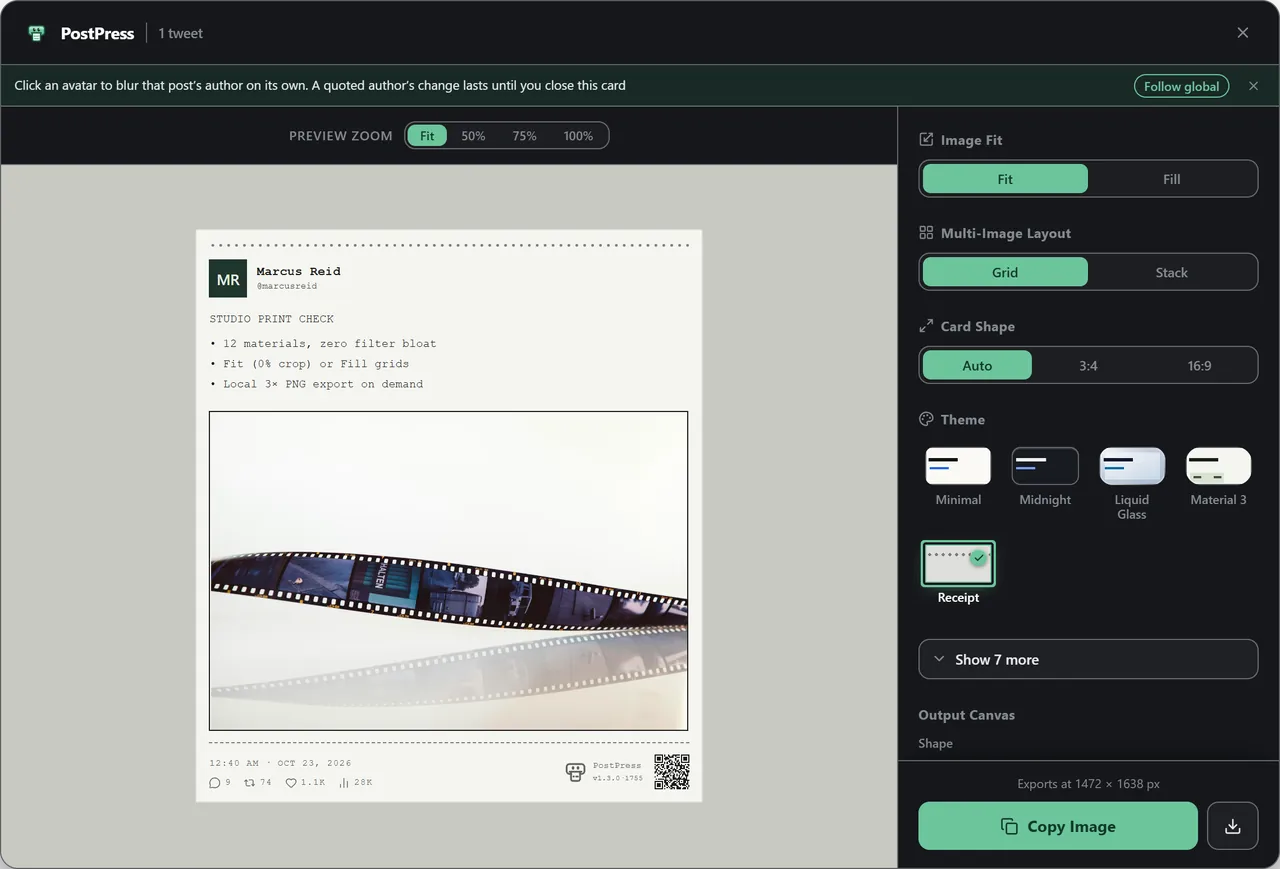 PostPress
1 tweet
Click an avatar to blur that post's author on its own. A quoted author's change lasts until you close this card
Follow global
PREVIEW ZOOM
Fit
50%
75%
100%
MR
Marcus Reid
@marcusreid
STUDIO PRINT CHECK
• 12 materials, zero filter bloat
• Fit (0% crop) or Fill grids
• Local 3× PNG export on demand
HALTEN
12:40 AM · OCT 23, 2026
9
74
1.1K
28K
PostPress
v1.3.0·1755
Image Fit
Fit
Fill
Multi-Image Layout
Grid
Stack
Card Shape
Auto
3:4
16:9
Theme
Minimal
Midnight
Liquid
Glass
Material 3
Receipt
Show 7 more
Output Canvas
Shape
Exports at 1472 × 1638 px
Copy Image